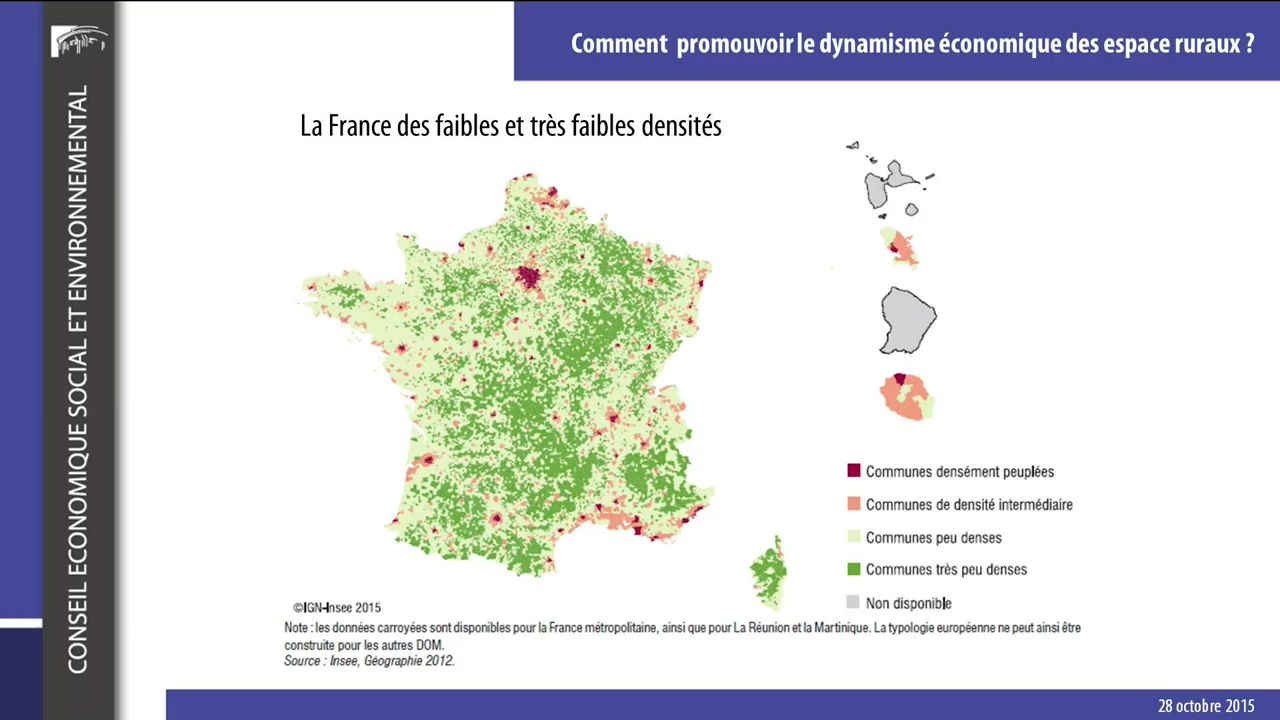 Comment promouvoir le dynamisme économique des espace ruraux ?
CONSEIL ECONOMIQUE SOCIAL ET ENVIRONNEMENTAL
La France des faibles et très faibles densités
Communes densément peuplées
Communes de densité intermédiaire
Communes peu denses
Communes très peu denses
Non disponible
©IGN-Insee 2015
Note : les données carroyées sont disponibles pour la France métropolitaine, ainsi que pour La Réunion et la Martinique. La typologie européenne ne peut ainsi être
construite pour les autres DOM.
Source : Insee, Géographie 2012.
28 octobre 2015